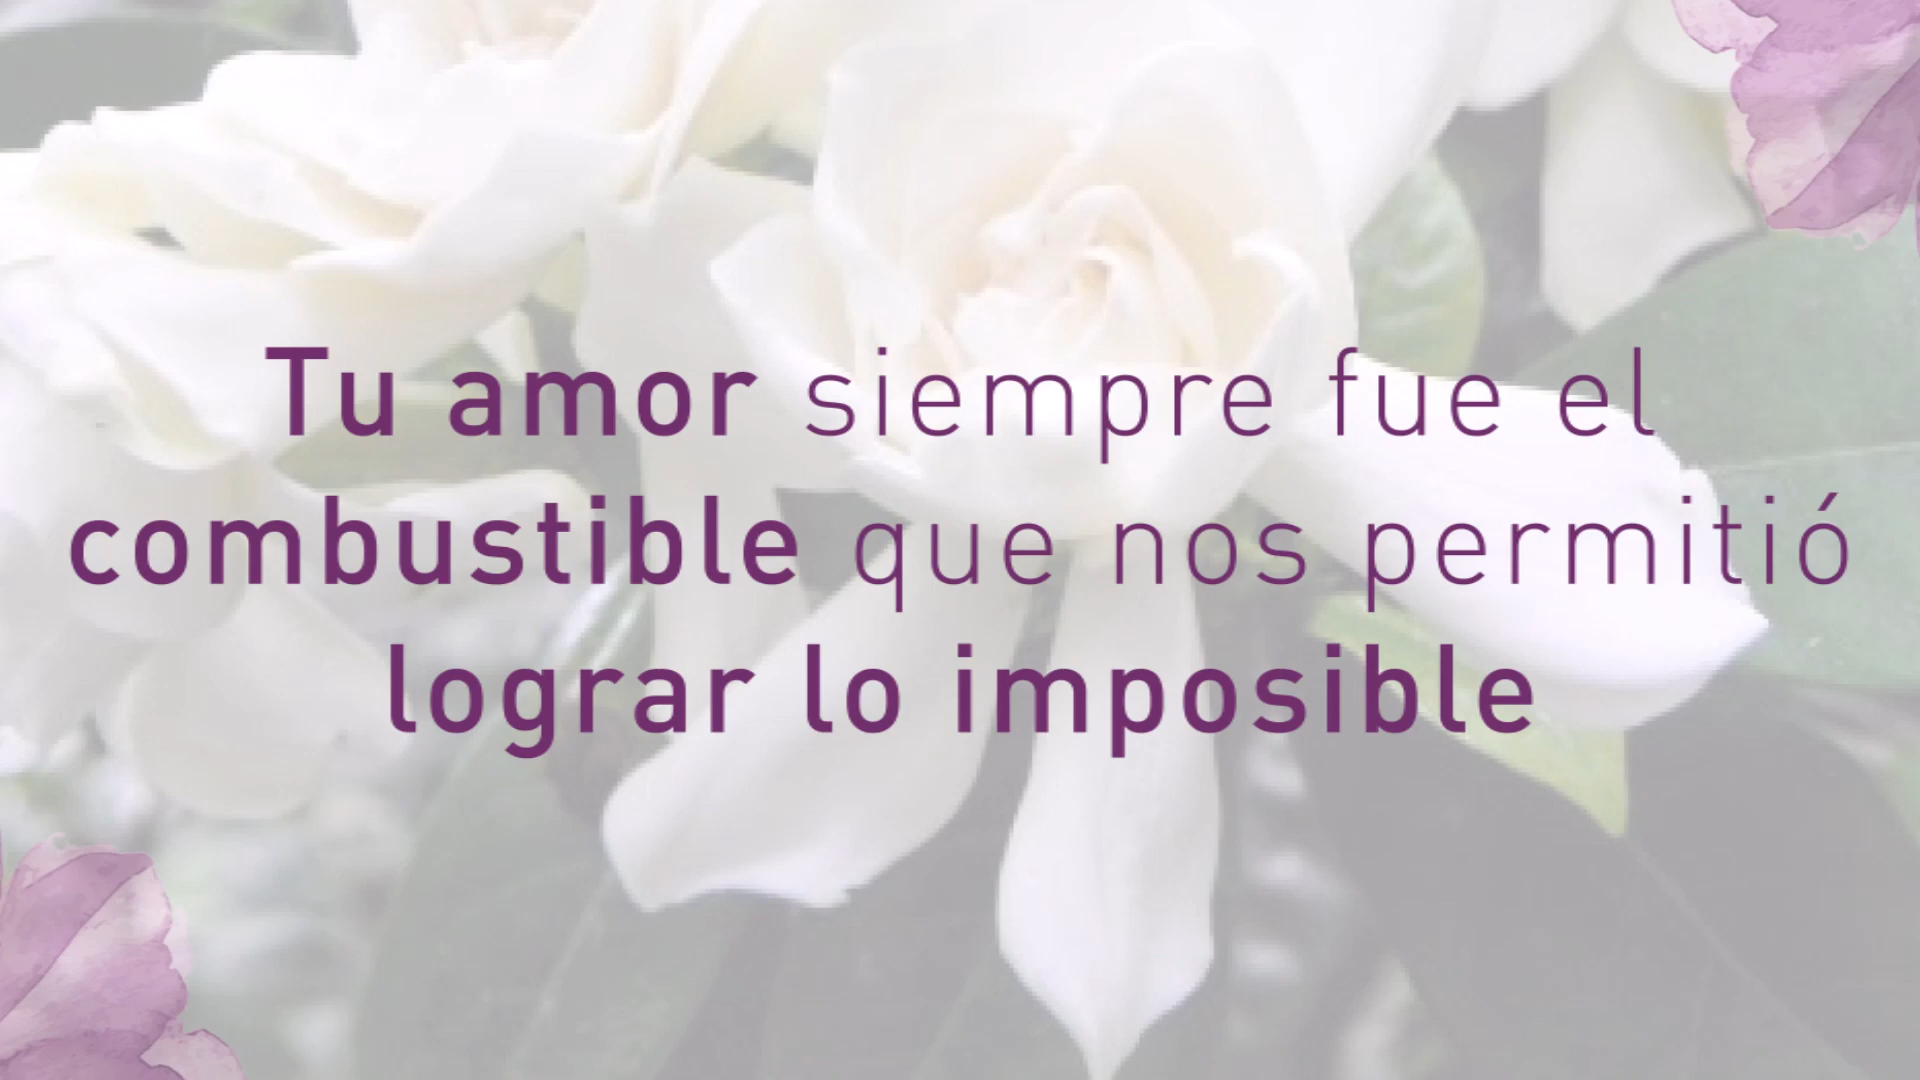 Tu amor siempre fue el
combustible que nos permitió
lograr lo imposible